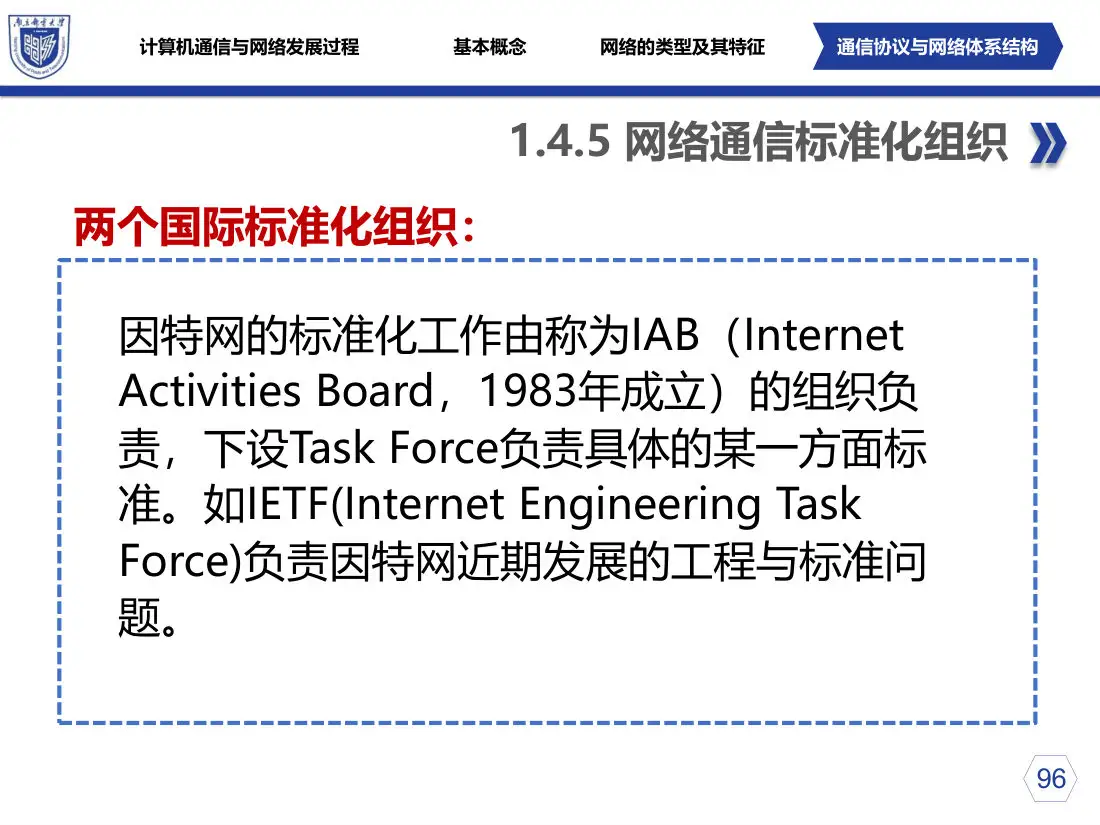 南京邮电大学
计算机通信与网络发展过程
基本概念
网络的类型及其特征
通信协议与网络体系结构
1.4.5 网络通信标准化组织
两个国际标准化组织：
因特网的标准化工作由称为IAB（Internet
Activities Board，1983年成立）的组织负
责，下设Task Force负责具体的某一方面标
准。如IETF(Internet Engineering Task
Force)负责因特网近期发展的工程与标准问
题。
96